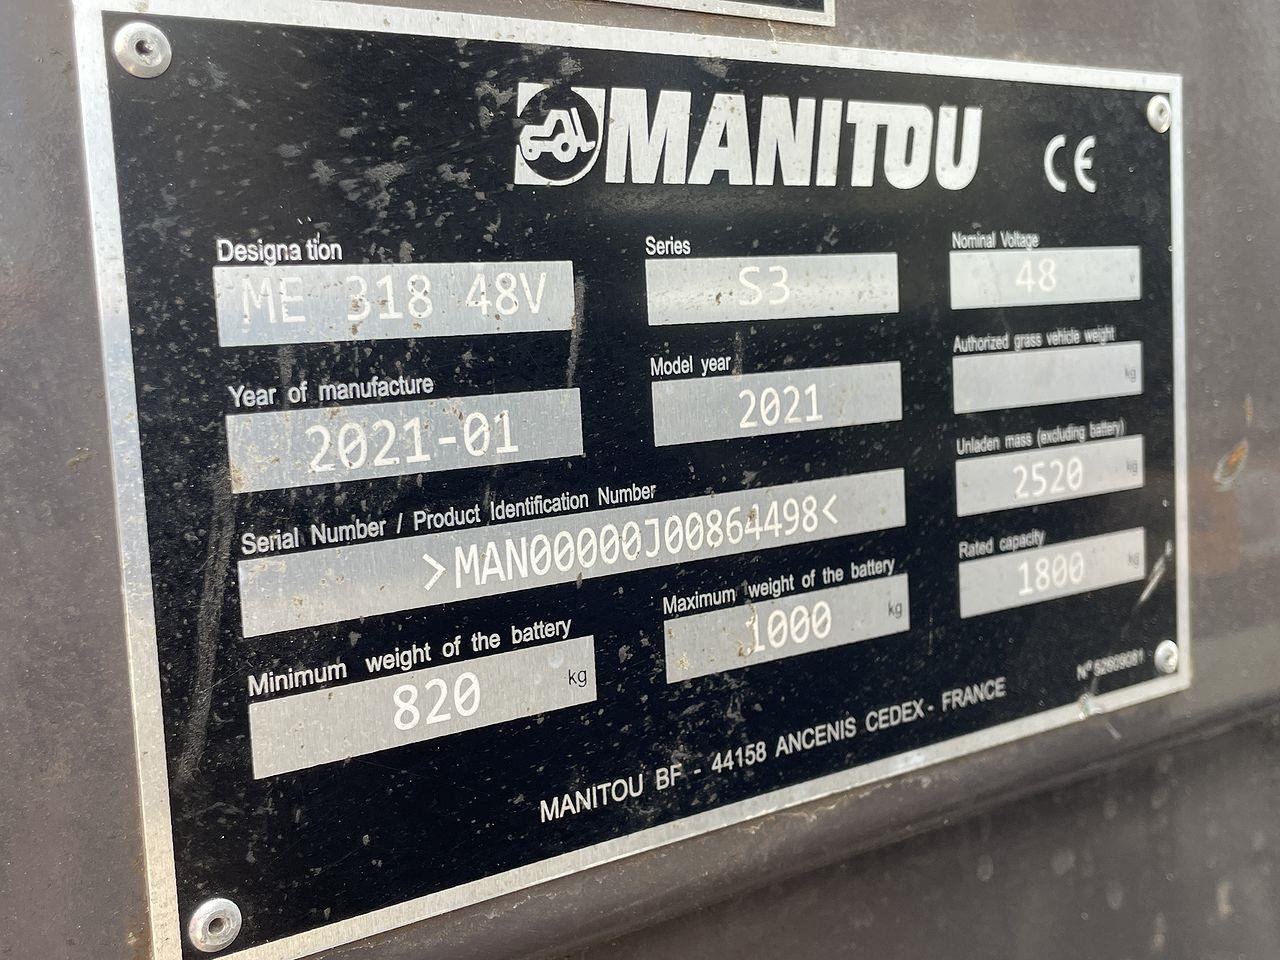 MANITOU CE
Designation
ME 318 48V
Series
S3
Nominal Voltage
48 V
Year of manufacture
2021-01
Model year
2021
Authorized grass vehicle weight
kg
Serial Number / Product Identification Number
>MAN00000J00864498<
Unladen mass (excluding battery)
2520 kg
Minimum weight of the battery
820 kg
Maximum weight of the battery
1000 kg
Rated capacity
1800 kg
N° 52609081
MANITOU BF - 44158 ANCENIS CEDEX - FRANCE